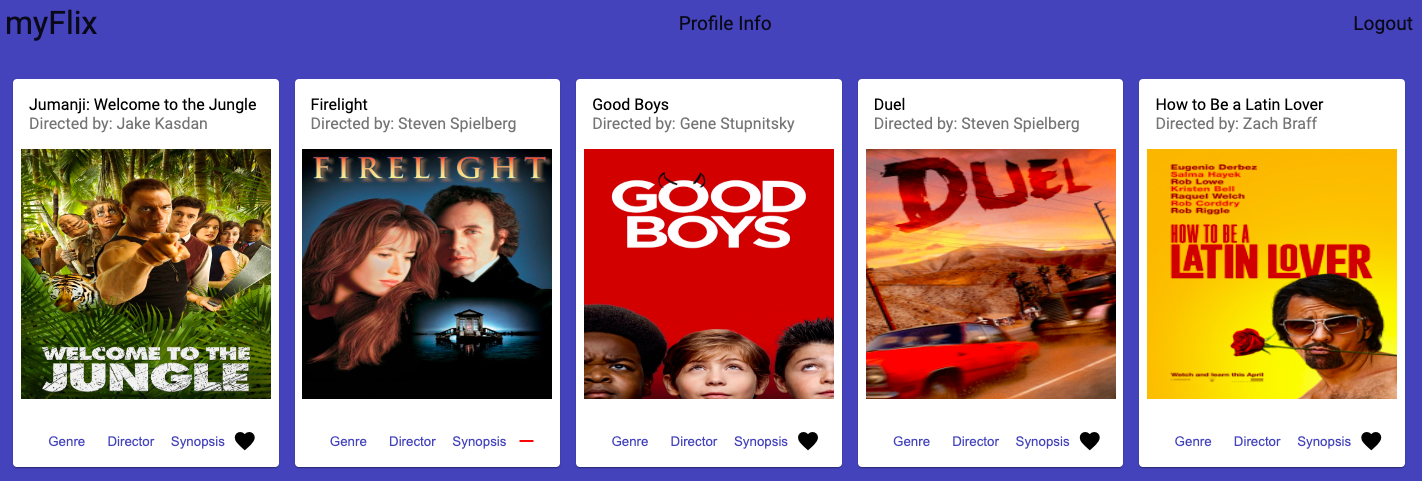 myFlix
Profile Info
Logout
Jumanji: Welcome to the Jungle
Directed by: Jake Kasdan
WELCOME TO THE
JUNGLE
Genre Director Synopsis
Firelight
Directed by: Steven Spielberg
FIRELIGHT
Genre Director Synopsis
Good Boys
Directed by: Gene Stupnitsky
GOOD
BOYS
Genre Director Synopsis
Duel
Directed by: Steven Spielberg
DUEL
Genre Director Synopsis
How to Be a Latin Lover
Directed by: Zach Braff
Eugenio Derbez
Salma Hayek
Rob Lowe
Kristen Bell
Raquel Welch
Rob Corddry
Rob Riggle
HOW TO BE A
LATIN LOVER
Watch and learn this April
Genre Director Synopsis